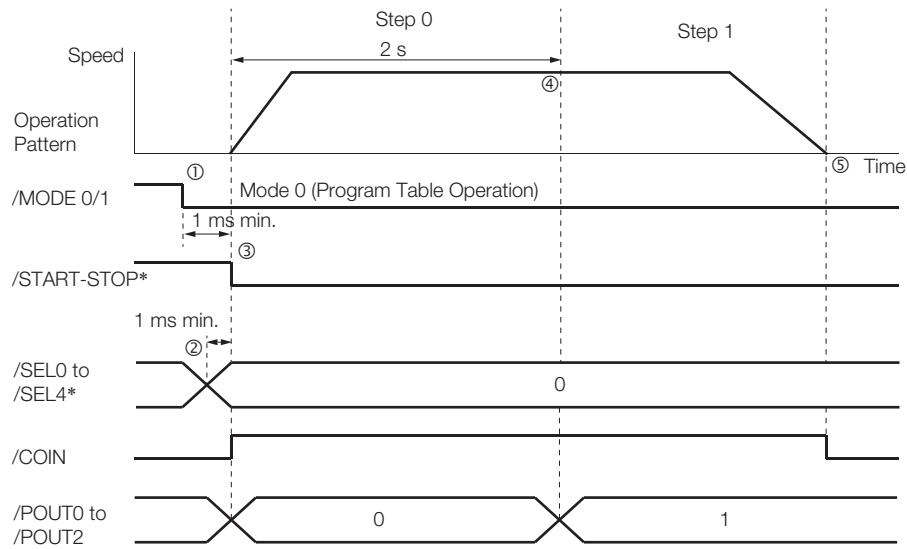 Step 0
Step 1
2 s
Speed
④
Operation
Pattern
⑤ Time
①
/MODE 0/1
Mode 0 (Program Table Operation)
1 ms min.
③
/START-STOP*
1 ms min.
②
/SEL0 to
/SEL4*
0
/COIN
/POUT0 to
/POUT2
0
1